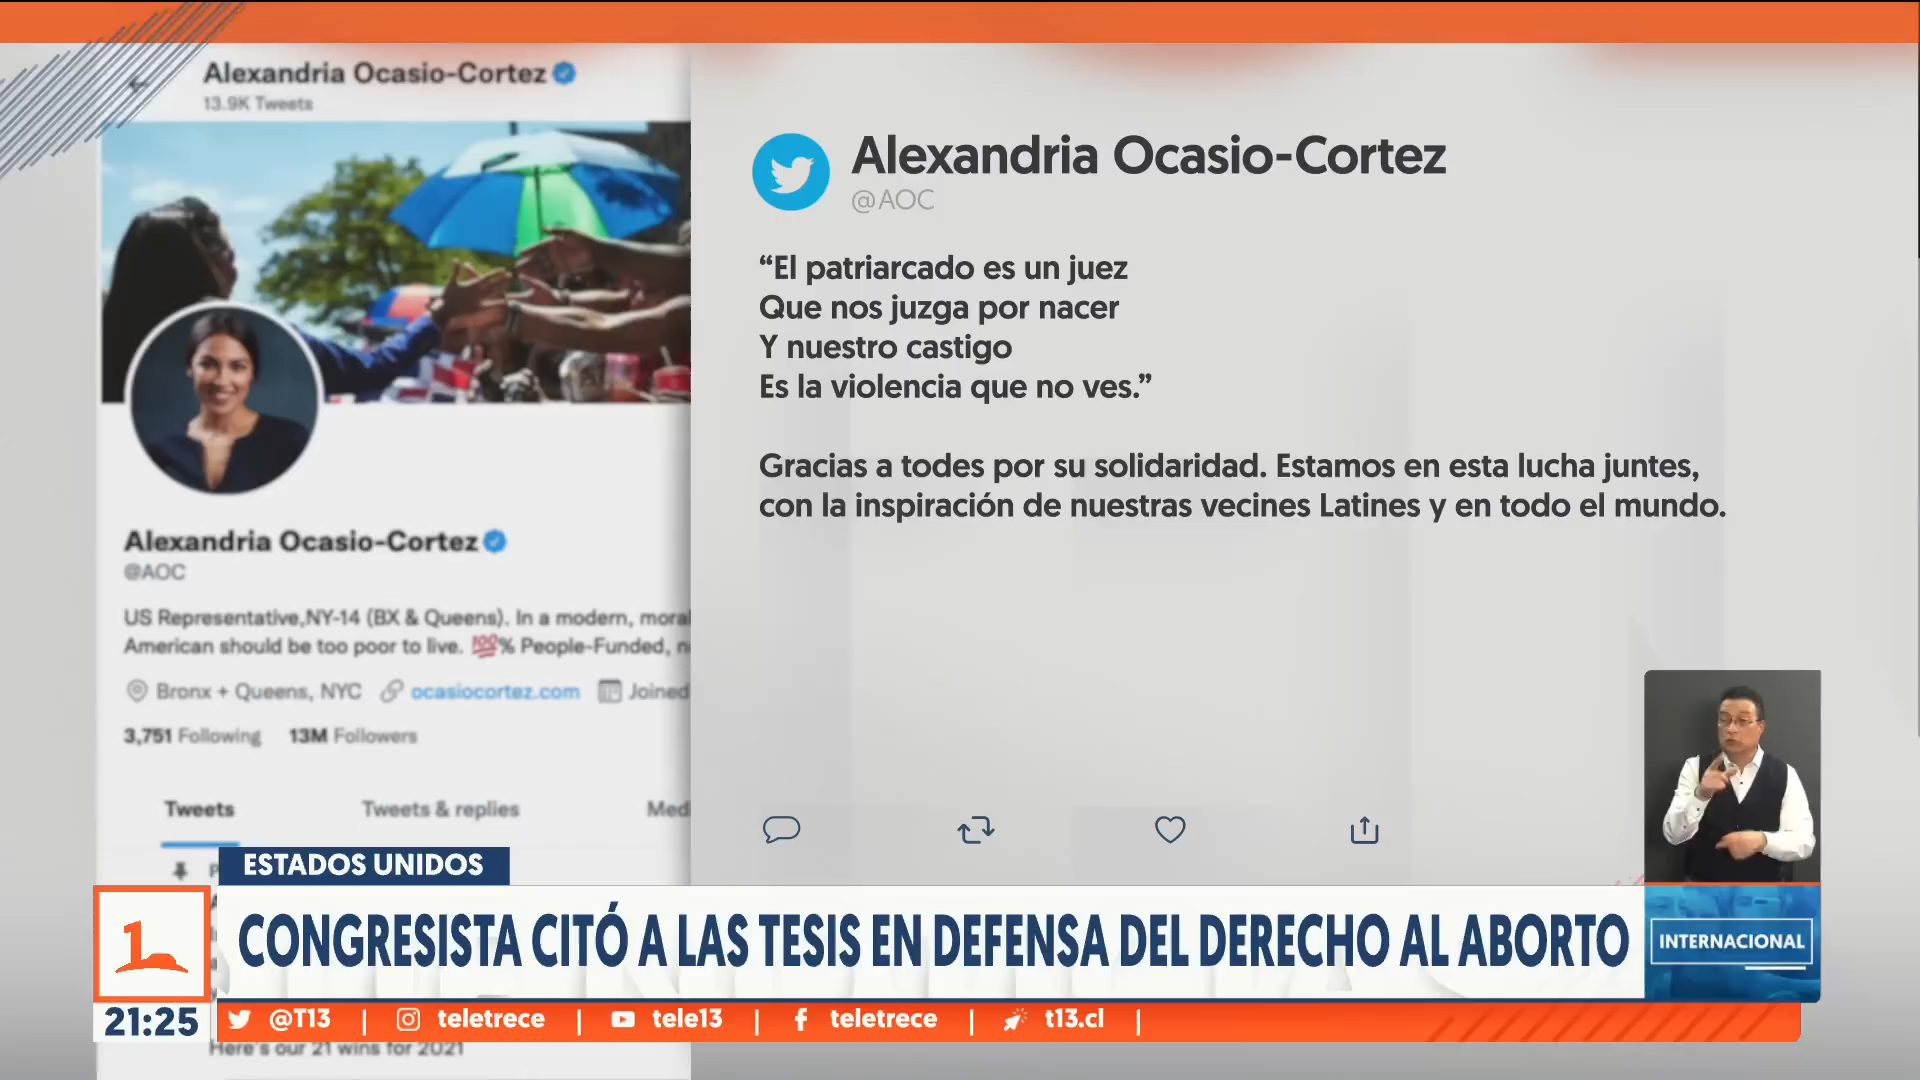 Alexandria Ocasio-Cortez
13.9K Tweets
Alexandria Ocasio-Cortez
@AOC
“El patriarcado es un juez
Que nos juzga por nacer
Y nuestro castigo
Es la violencia que no ves.”
Gracias a todes por su solidaridad. Estamos en esta lucha juntes,
con la inspiración de nuestras vecines Latines y en todo el mundo.
Alexandria Ocasio-Cortez
@AOC
US Representative,NY-14 (BX & Queens). In a modern, moral
American should be too poor to live. 💯% People-Funded,
Bronx + Queens, NYC ocasiocortez.com Joined
3,751 Following 13M Followers
Tweets Tweets & replies Med
ESTADOS UNIDOS
1
CONGRESISTA CITÓ A LAS TESIS EN DEFENSA DEL DERECHO AL ABORTO
INTERNACIONAL
21:25 @T13 | teletrece | tele13 | teletrece | t13.cl |
Here's our 21 wins for 2021